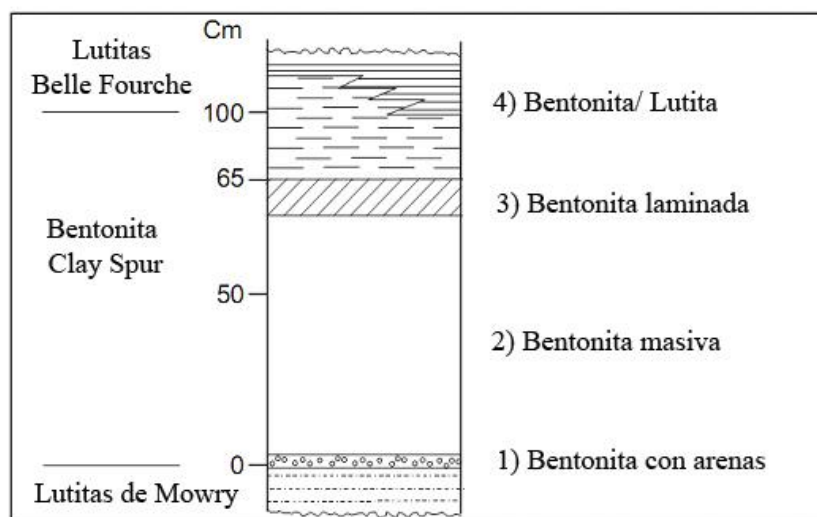 Cm
Lutitas
Belle Fourche
100
4) Bentonita/ Lutita
65
3) Bentonita laminada
Bentonita
Clay Spur
50
2) Bentonita masiva
0
1) Bentonita con arenas
Lutitas de Mowry